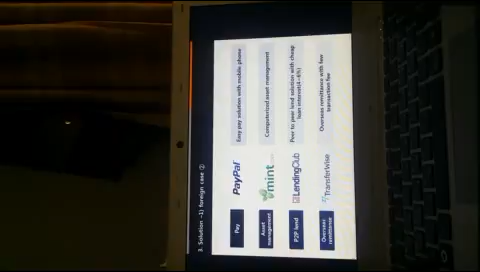 3. Solution -1) foreign case ②
Pay
PayPal
Easy pay solution with mobile phone
Asset
management
mint
Computerized asset management
P2P lend
LendingClub
Peer to peer lend solution with cheap
loan interest(4~6%)
Overseas
remittance
TransferWise
Overseas remittance with few
transaction fee